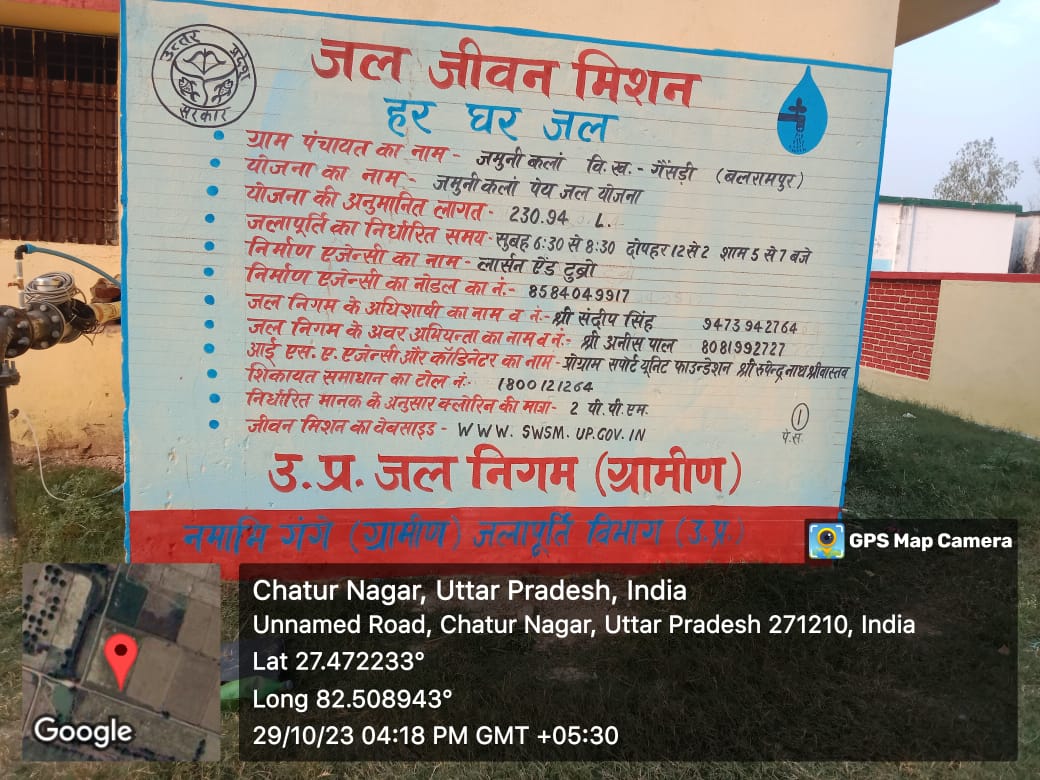 उत्तर प्रदेश
सरकार
जल जीवन मिशन
हर घर जल
ग्राम पंचायत का नाम - जमुनी कलां वि.ख.- गैंसड़ी (बलरामपुर)
योजना का नाम - जमुनी कलां पेय जल योजना
योजना की अनुमानित लागत - 230.94 L.
जलापूर्ति का निर्धारित समय - सुबह 6:30 से 8:30 दोपहर 12 से 2 शाम 5 से 7 बजे
निर्माण एजेन्सी का नाम - लार्सन ऐंड टुब्रो
निर्माण एजेन्सी का नोडल का नं:- 8584049917
जल निगम के अधिशाषी का नाम व नं:- श्री संदीप सिंह 9473942764
जल निगम के अवर अभियन्ता का नाम व नं:- श्री अनीस पाल 8081992727
आई एस. ए. एजेन्सी और कॉडिनेटर का नाम - प्रोग्राम सपोर्ट यूनिट फाउन्डेशन श्री रुपेन्द्र नाथ श्रीवास्तव
शिकायत समाधान का टोल नं:- 1800121264
निर्धारित मानक के अनुसार क्लोरिन की मात्रा - 2 पी.पी.एम.
जीवन मिशन का वेबसाइड - WWW. SWSM. UP.GOV. IN
1
पे.स.
उ.प्र. जल निगम (ग्रामीण)
नमामि गंगे (ग्रामीण) जलापूर्ति विभाग (उ.प्र.)
GPS Map Camera
Chatur Nagar, Uttar Pradesh, India
Unnamed Road, Chatur Nagar, Uttar Pradesh 271210, India
Lat 27.472233°
Long 82.508943°
29/10/23 04:18 PM GMT +05:30
Google